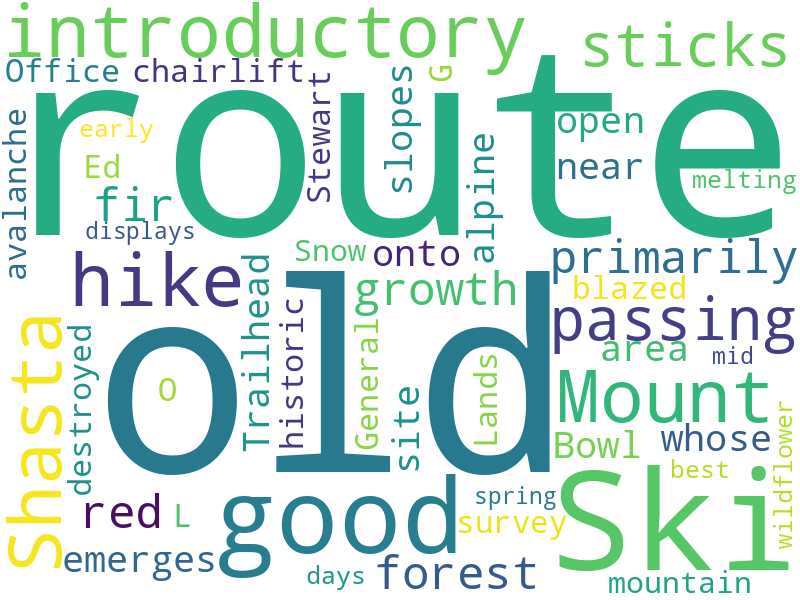 introductory
sticks
Office
chairlift
route
G
slopes
Stewart
open
early
avalanche
alpine
near
Ed
melting
fir
displays
Snow
onto
primarily
hike
growth
blazed
Trailhead
historic
passing
old
Shasta
destroyed
General
area
mid
Lands
O
Mount
site
whose
Bowl
wildflower
best
Ski
good
red
L
spring
survey
emerges
forest
days
mountain